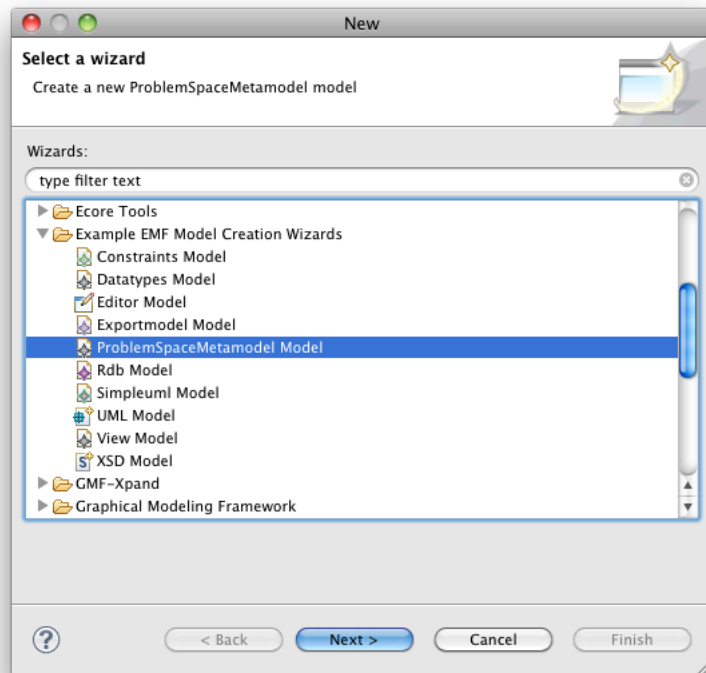 New
Select a wizard
Create a new ProblemSpaceMetamodel model
Wizards:
type filter text
Ecore Tools
Example EMF Model Creation Wizards
Constraints Model
Datatypes Model
Editor Model
Exportmodel Model
ProblemSpaceMetamodel Model
Rdb Model
Simpleuml Model
UML Model
View Model
XSD Model
GMF-Xpand
Graphical Modeling Framework
? < Back Next > Cancel Finish